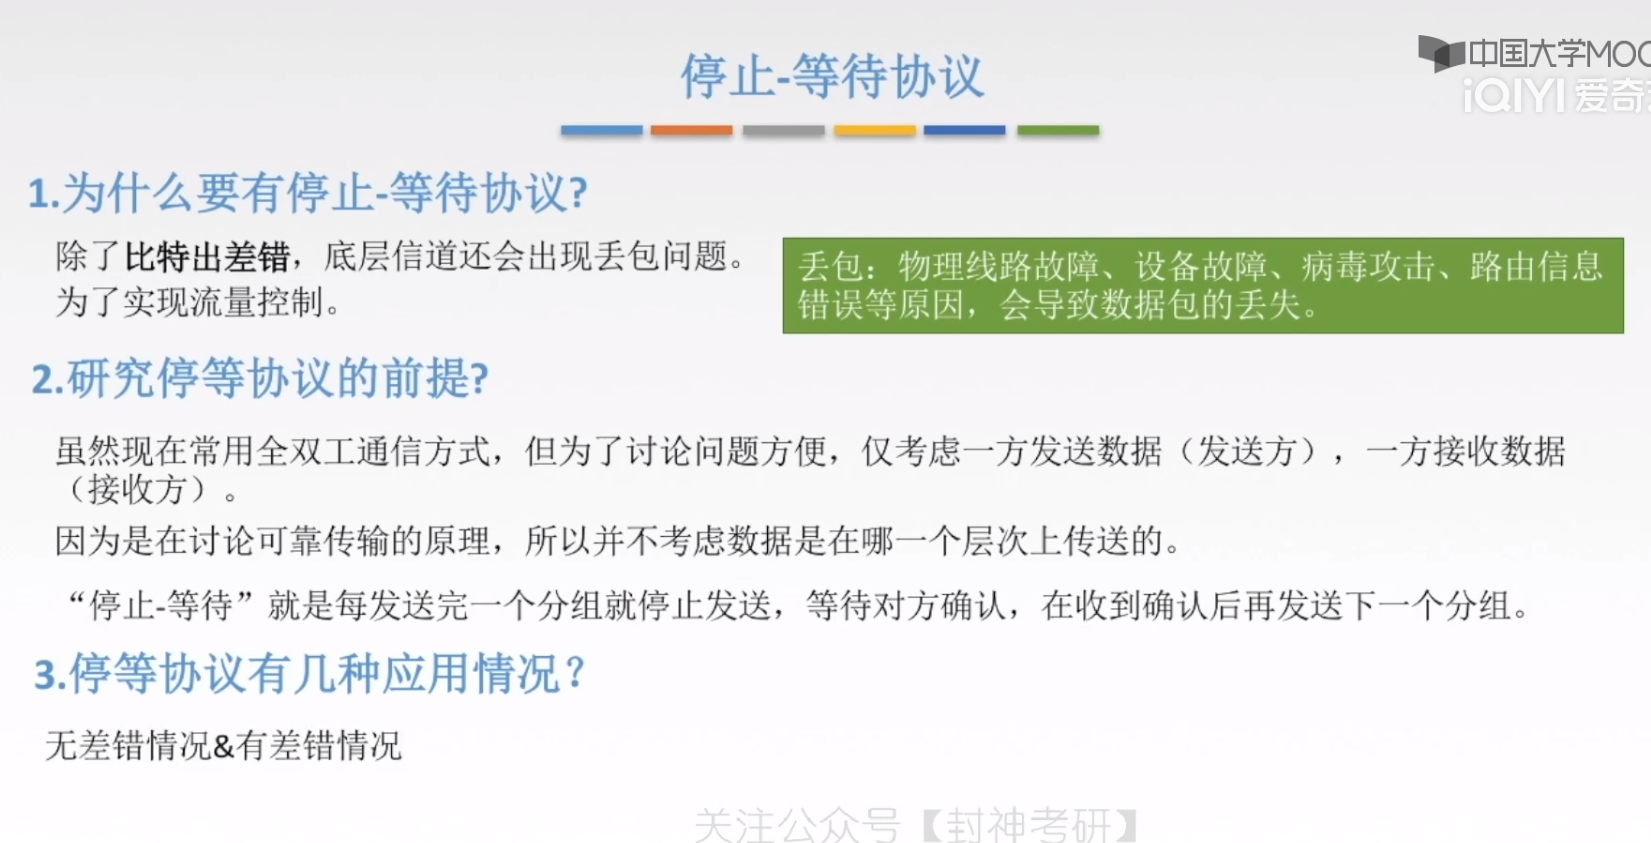 停止-等待协议
中国大学MOO
iQIYI 爱奇
1.为什么要有停止-等待协议?
除了比特出差错，底层信道还会出现丢包问题。
为了实现流量控制。
丢包：物理线路故障、设备故障、病毒攻击、路由信息
错误等原因，会导致数据包的丢失。
2.研究停等协议的前提?
虽然现在常用全双工通信方式，但为了讨论问题方便，仅考虑一方发送数据（发送方），一方接收数据
（接收方）。
因为是在讨论可靠传输的原理，所以并不考虑数据是在哪一个层次上传送的。
“停止-等待”就是每发送完一个分组就停止发送，等待对方确认，在收到确认后再发送下一个分组。
3.停等协议有几种应用情况？
无差错情况&有差错情况
关注公众号【封神考研】